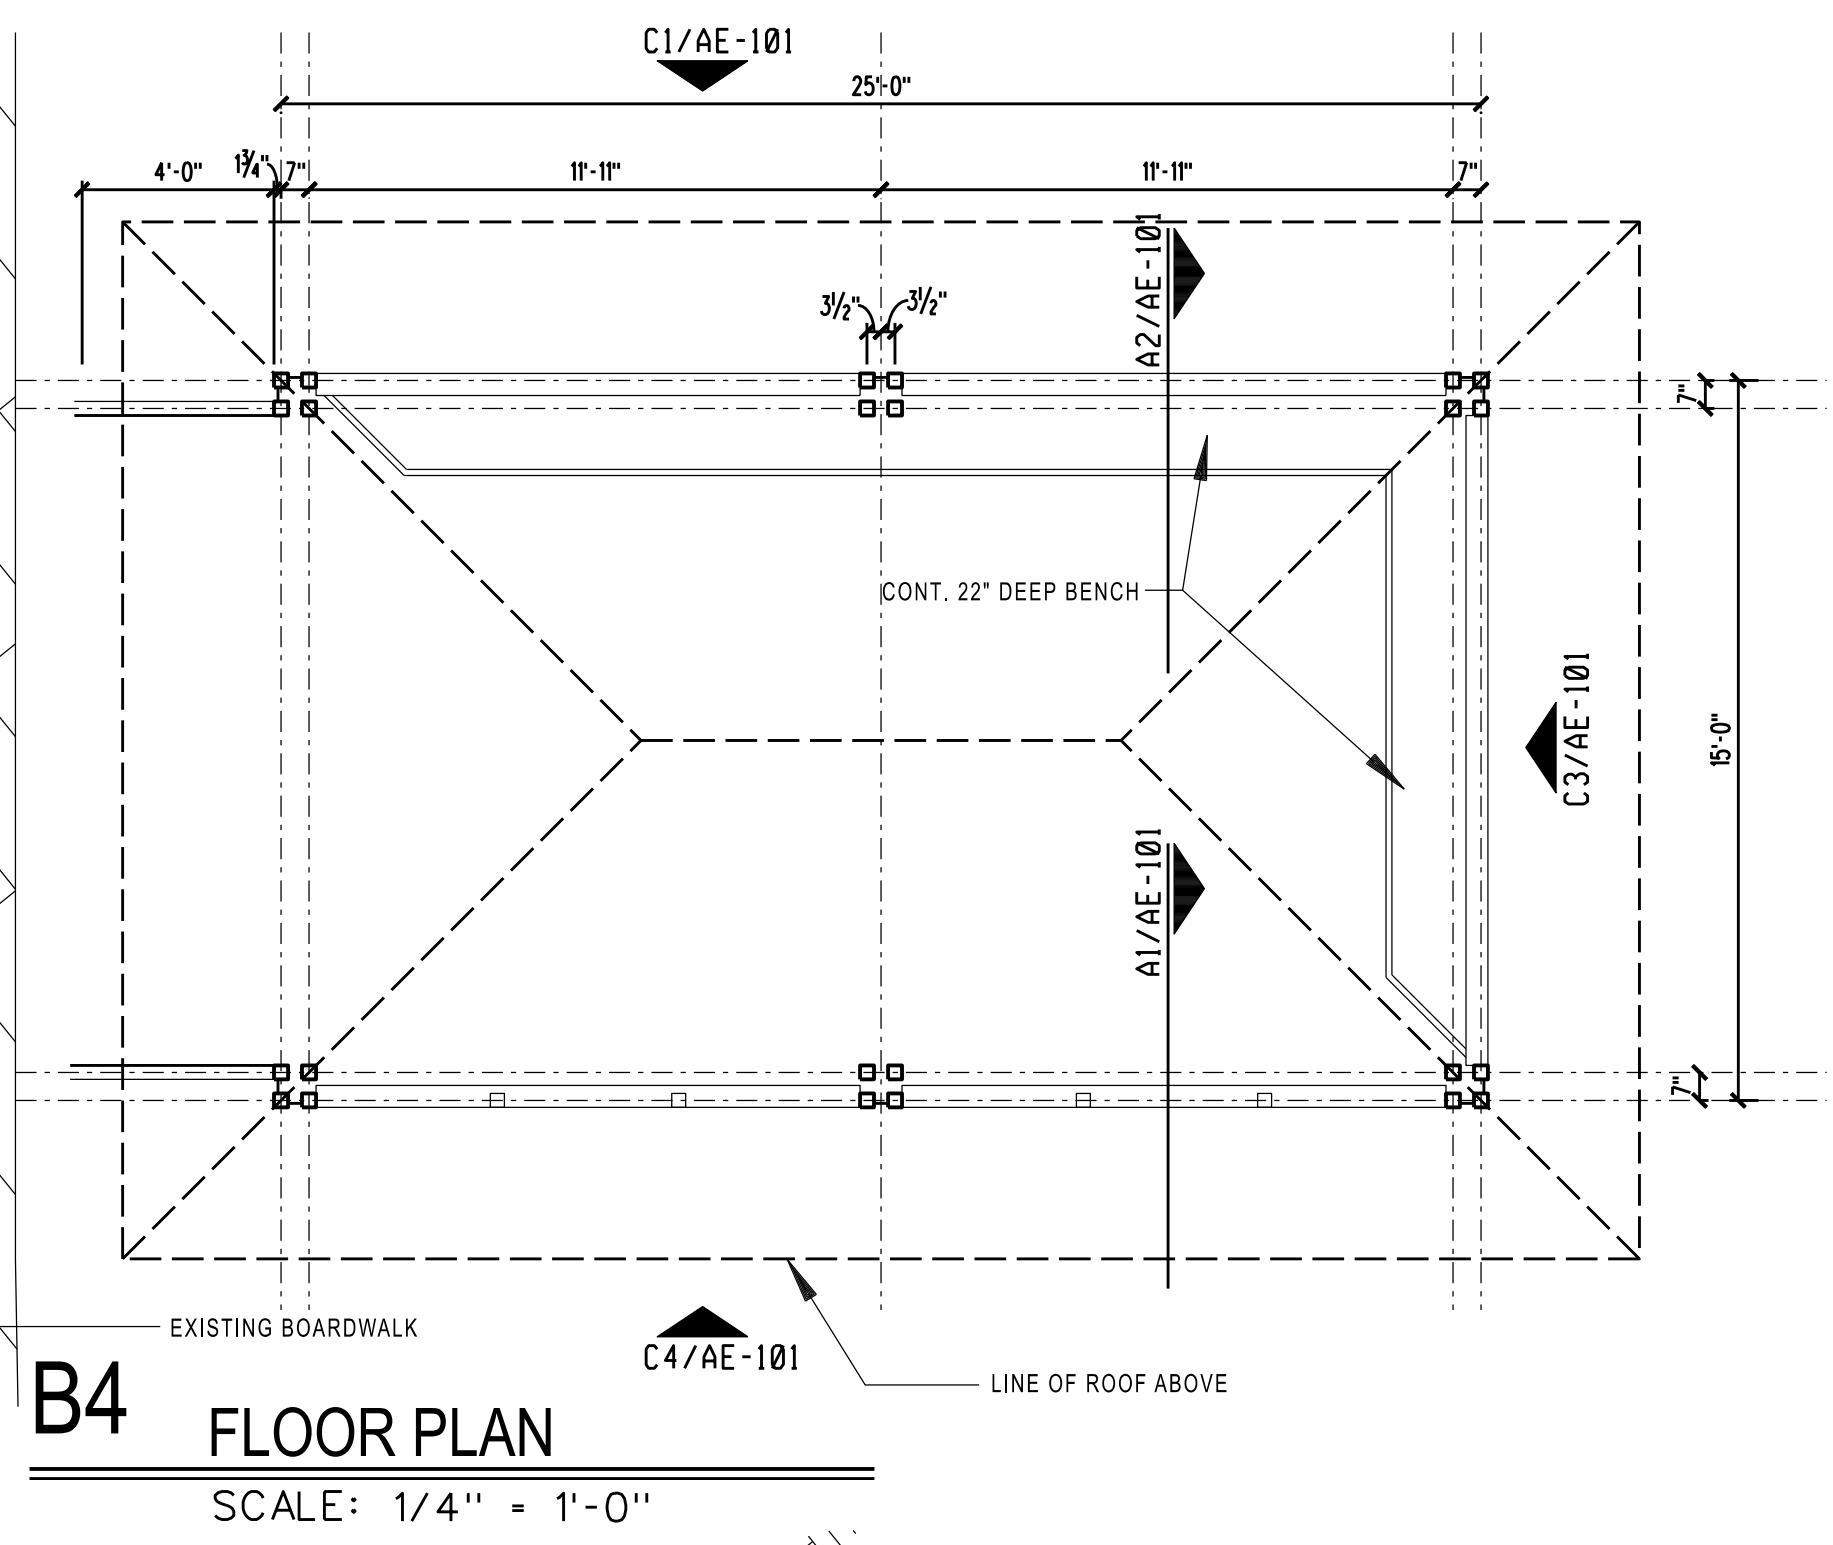 C1/AE-101
25'-0"
4'-0"
1¾"
7"
11'-11"
11'-11"
7"
A2/AE-101
3½"
3½"
7"
CONT. 22" DEEP BENCH
C3/AE-101
15'-0"
A1/AE-101
7"
EXISTING BOARDWALK
C4/AE-101
LINE OF ROOF ABOVE
B4
FLOOR PLAN
SCALE: 1/4" = 1'-0"